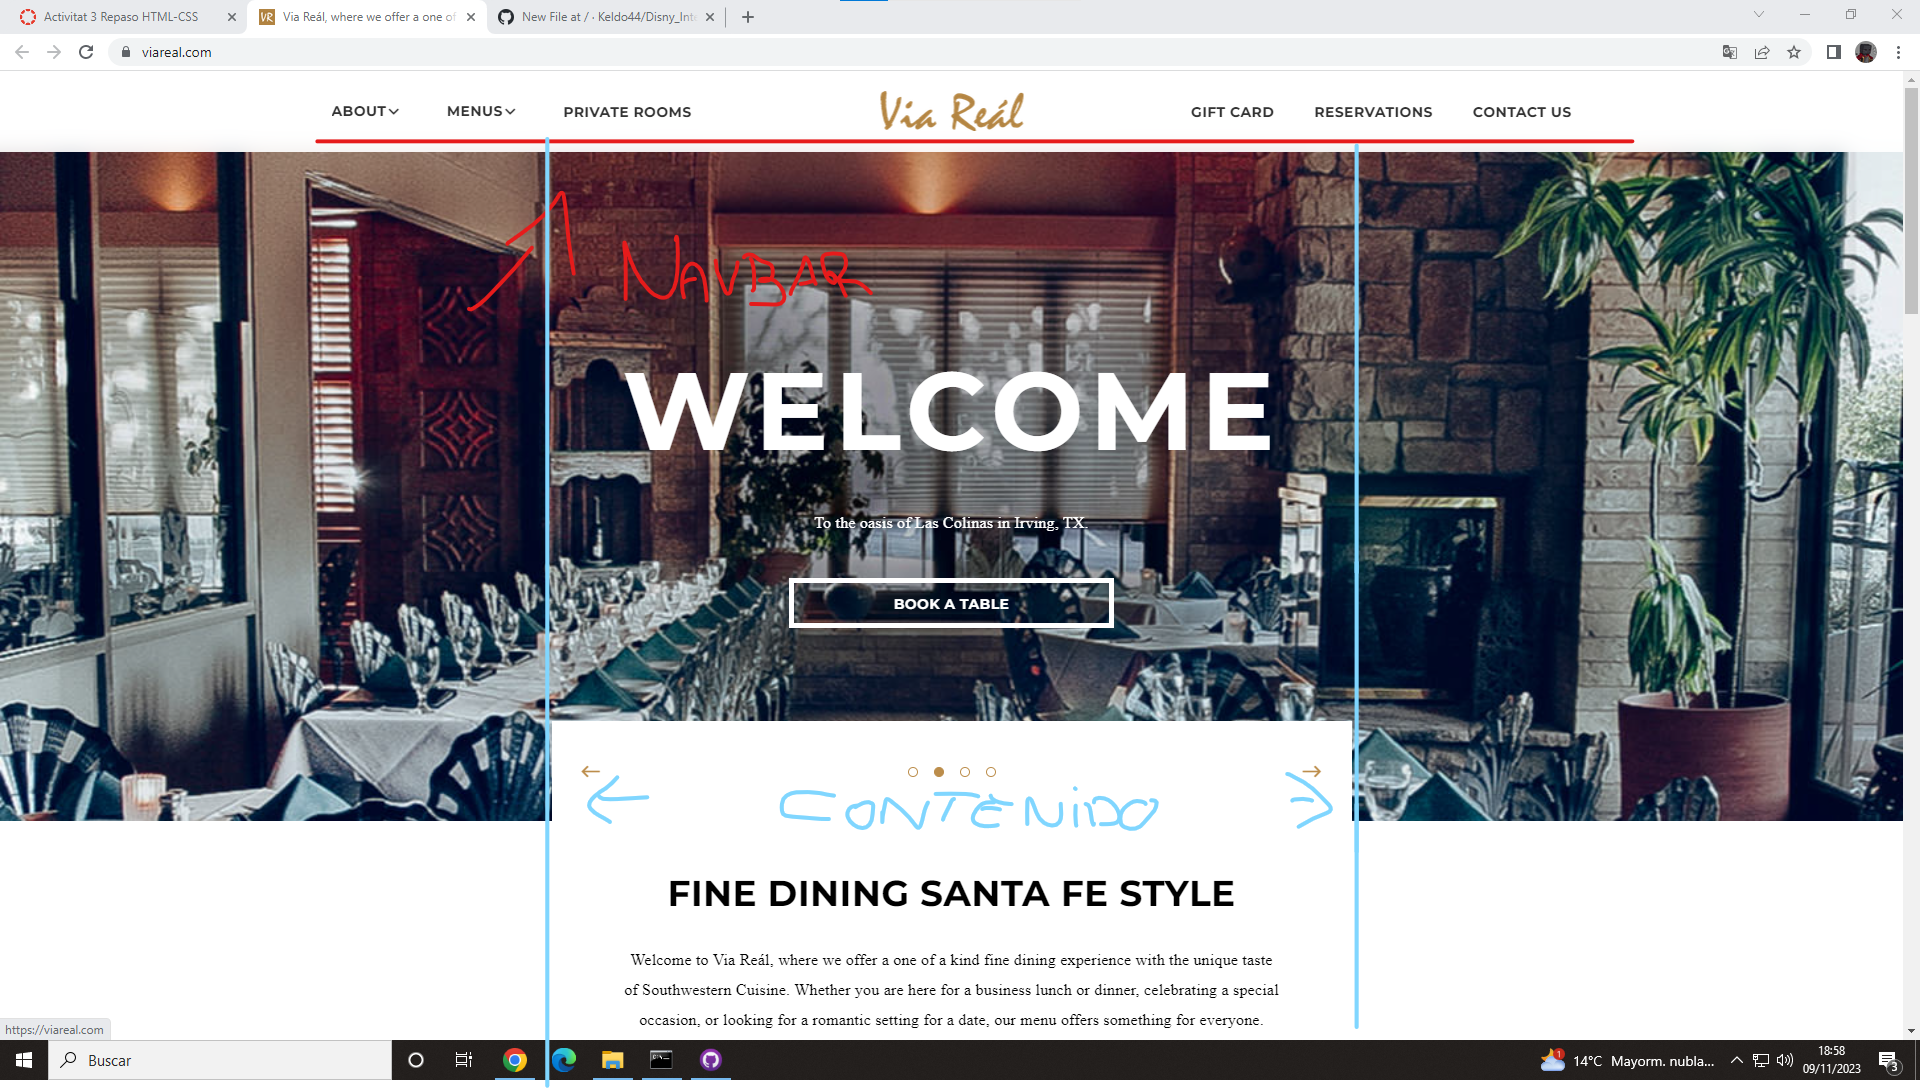 Activitat 3 Repaso HTML-CSS
Via Reál, where we offer a one of
New File at / · Keldo44/Disny_Inte
viareal.com
ABOUT
MENUS
PRIVATE ROOMS
Via Reál
GIFT CARD
RESERVATIONS
CONTACT US
NAVBAR
WELCOME
To the oasis of Las Colinas in Irving, TX.
BOOK A TABLE
CONTENIDO
FINE DINING SANTA FE STYLE
Welcome to Via Reál, where we offer a one of a kind fine dining experience with the unique taste
of Southwestern Cuisine. Whether you are here for a business lunch or dinner, celebrating a special
occasion, or looking for a romantic setting for a date, our menu offers something for everyone.
https://viareal.com
Buscar
1
14°C Mayorm. nubla...
18:58
09/11/2023
3